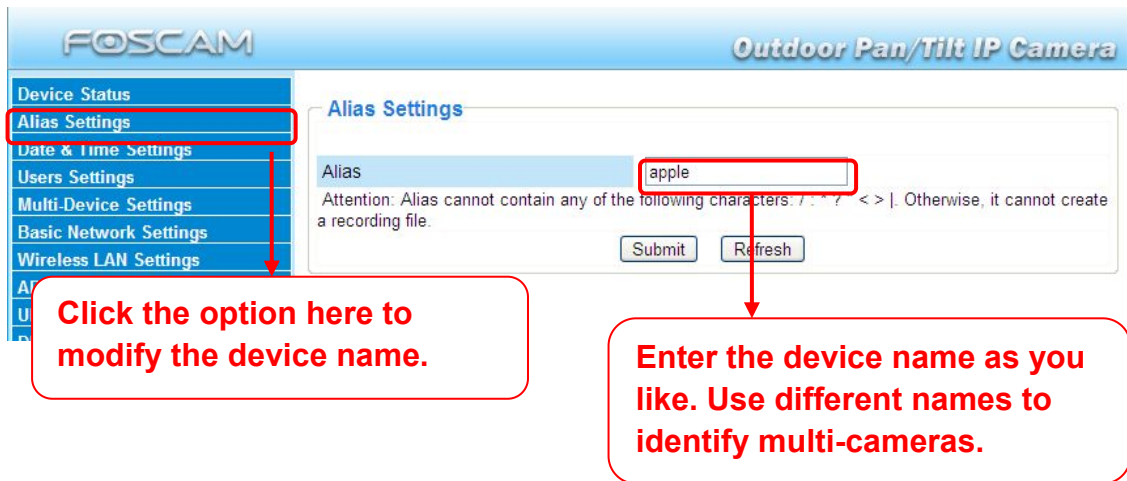 FOSCAM
Outdoor Pan/Tilt IP Camera
Device Status
Alias Settings
Date & Time Settings
Users Settings
Multi-Device Settings
Basic Network Settings
Wireless LAN Settings
Alias Settings
Alias
apple
Attention: Alias cannot contain any of the following characters: / : * ? " < > |. Otherwise, it cannot create
a recording file.
Submit Refresh
Click the option here to
modify the device name.
Enter the device name as you
like. Use different names to
identify multi-cameras.